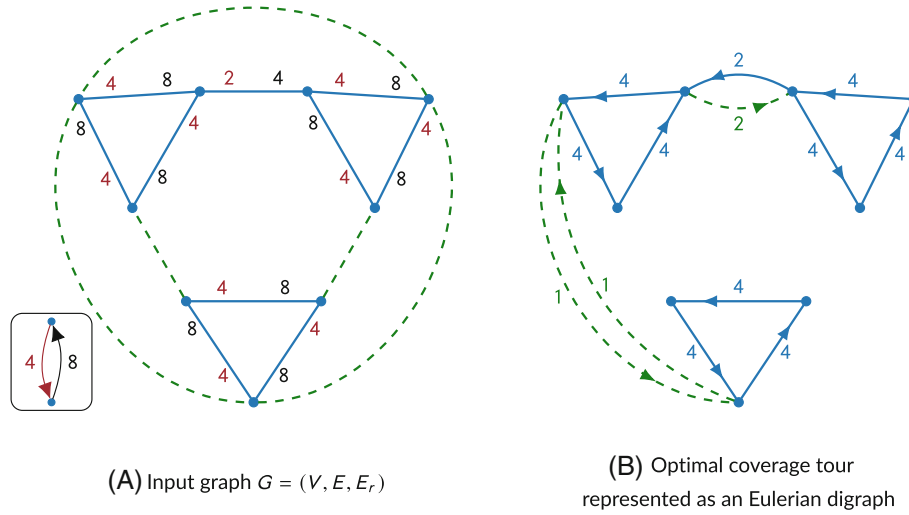 4 8 2 4 4 8
8 4 8 4
4 8 4 8
4 8
8 4
4 8
4 8
(A) Input graph G = (V, E, Eᵣ)
2
4 4
2
4 4 4 4
1 1
4
4 4
(B) Optimal coverage tour
represented as an Eulerian digraph